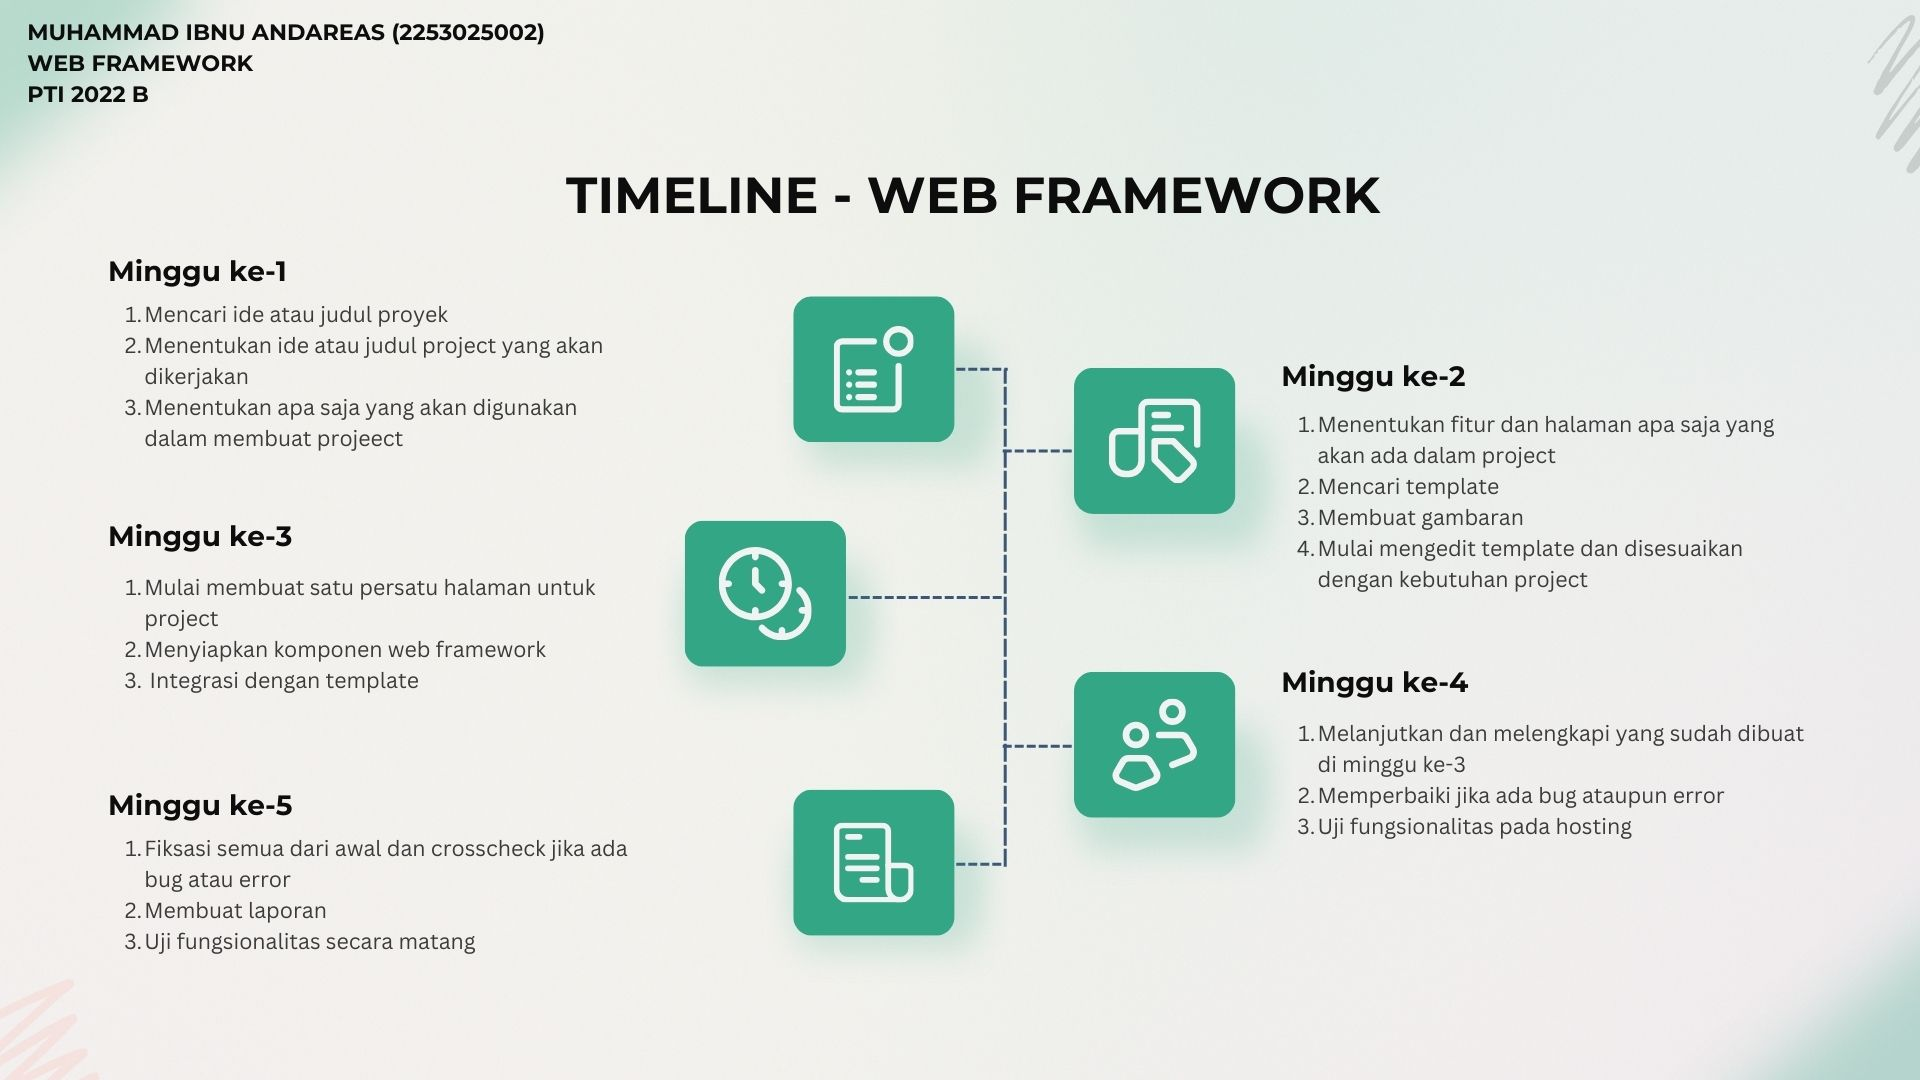 MUHAMMAD IBNU ANDAREAS (2253025002)
WEB FRAMEWORK
PTI 2022 B
TIMELINE - WEB FRAMEWORK
Minggu ke-1
1. Mencari ide atau judul proyek
2. Menentukan ide atau judul project yang akan
dikerjakan
3. Menentukan apa saja yang akan digunakan
dalam membuat projeect
Minggu ke-2
1. Menentukan fitur dan halaman apa saja yang
akan ada dalam project
2. Mencari template
3. Membuat gambaran
4. Mulai mengedit template dan disesuaikan
dengan kebutuhan project
Minggu ke-3
1. Mulai membuat satu persatu halaman untuk
project
2. Menyiapkan komponen web framework
3. Integrasi dengan template
Minggu ke-4
1. Melanjutkan dan melengkapi yang sudah dibuat
di minggu ke-3
2. Memperbaiki jika ada bug ataupun error
3. Uji fungsionalitas pada hosting
Minggu ke-5
1. Fiksasi semua dari awal dan crosscheck jika ada
bug atau error
2. Membuat laporan
3. Uji fungsionalitas secara matang